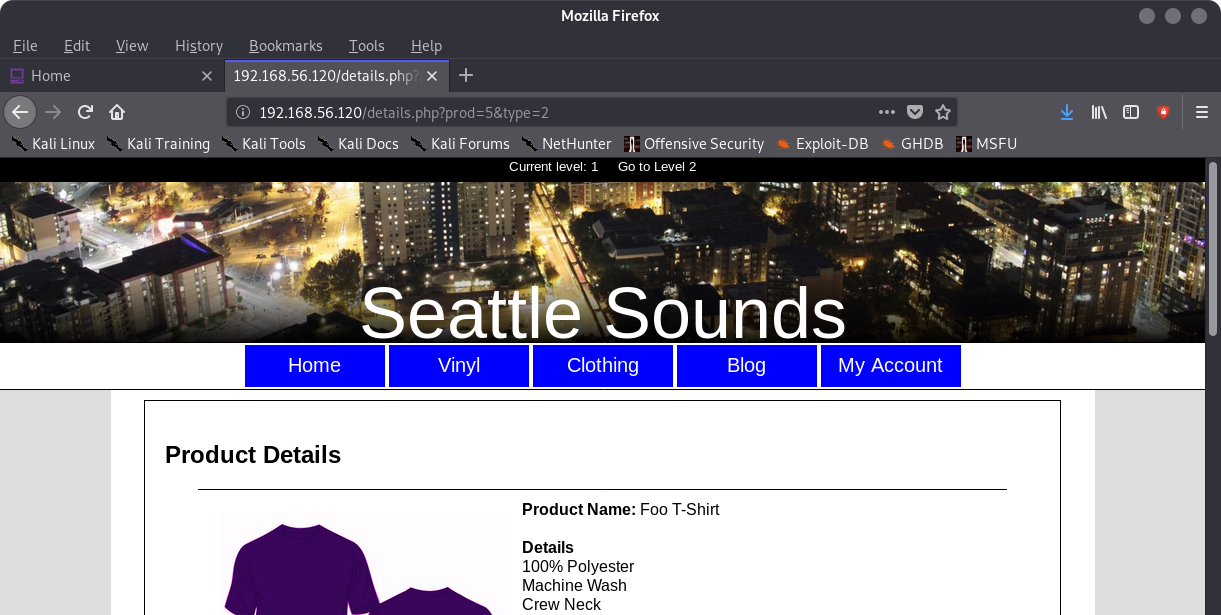 Mozilla Firefox
File Edit View History Bookmarks Tools Help
Home 192.168.56.120/details.php?
192.168.56.120/details.php?prod=5&type=2
Kali Linux Kali Training Kali Tools Kali Docs Kali Forums NetHunter Offensive Security Exploit-DB GHDB MSFU
Current level: 1 Go to Level 2
Seattle Sounds
Home Vinyl Clothing Blog My Account
Product Details
Product Name: Foo T-Shirt
Details
100% Polyester
Machine Wash
Crew Neck